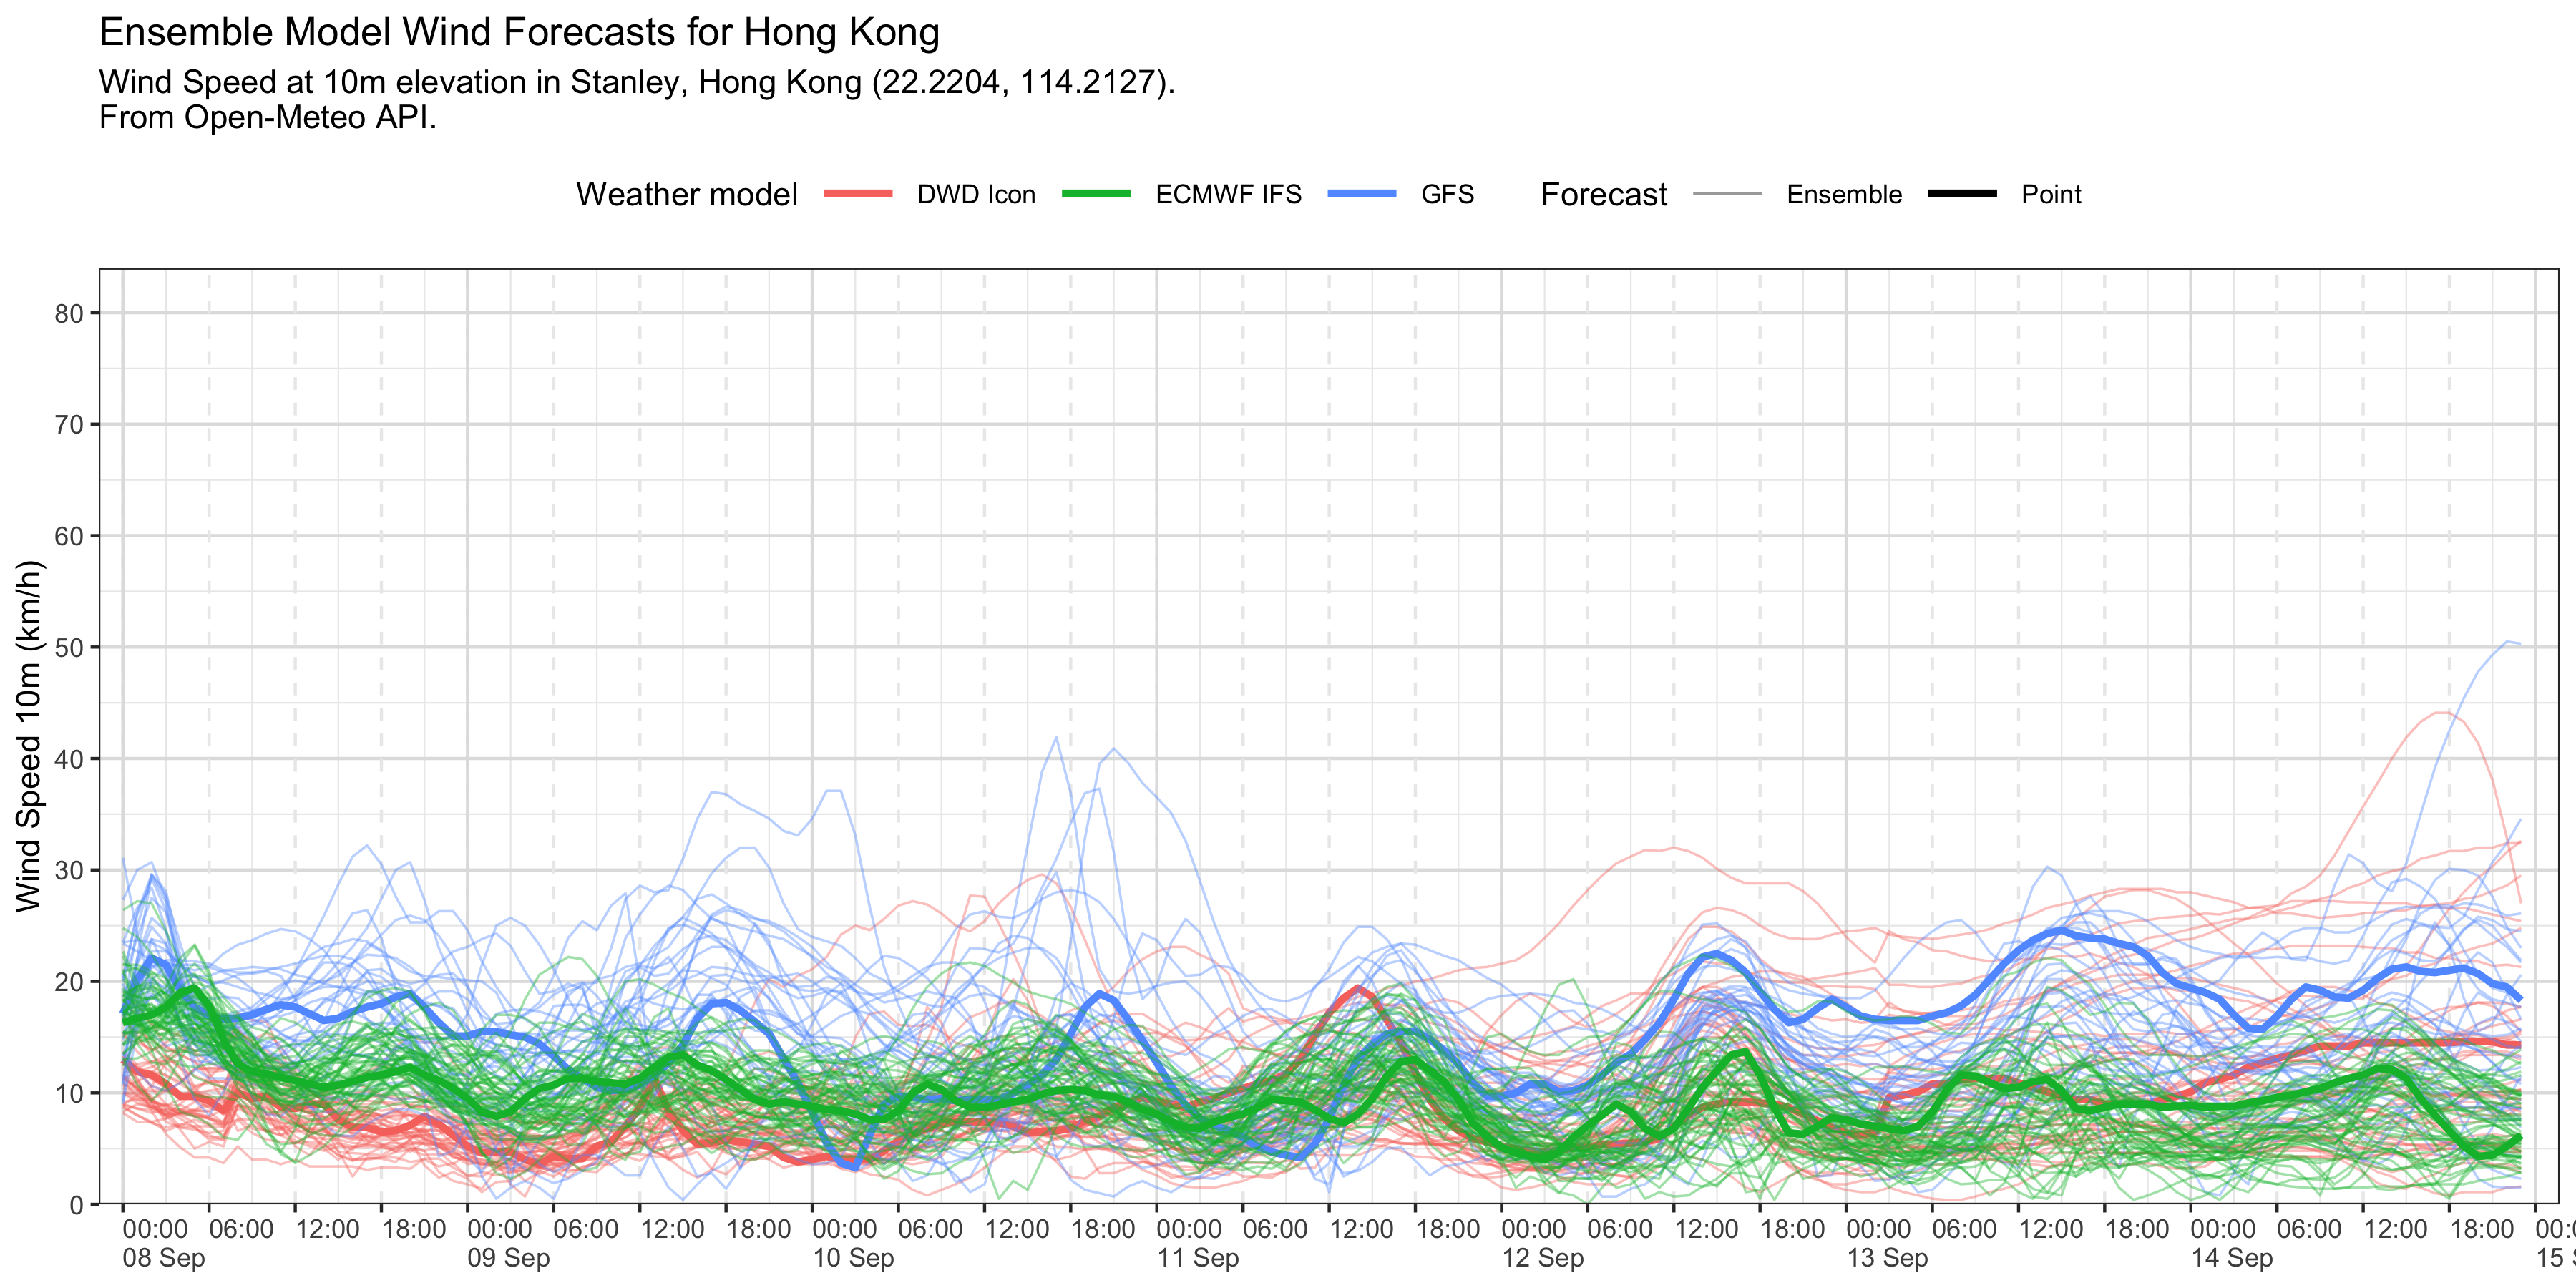 Ensemble Model Wind Forecasts for Hong Kong
Wind Speed at 10m elevation in Stanley, Hong Kong (22.2204, 114.2127).
From Open-Meteo API.
Weather model DWD Icon ECMWF IFS GFS Forecast Ensemble Point
Wind Speed 10m (km/h)
80
70
60
50
40
30
20
10
0
00:00 06:00 12:00 18:00 00:00 06:00 12:00 18:00 00:00 06:00 12:00 18:00 00:00 06:00 12:00 18:00 00:00 06:00 12:00 18:00 00:00 06:00 12:00 18:00 00:00 06:00 12:00 18:00
08 Sep 09 Sep 10 Sep 11 Sep 12 Sep 13 Sep 14 Sep 15